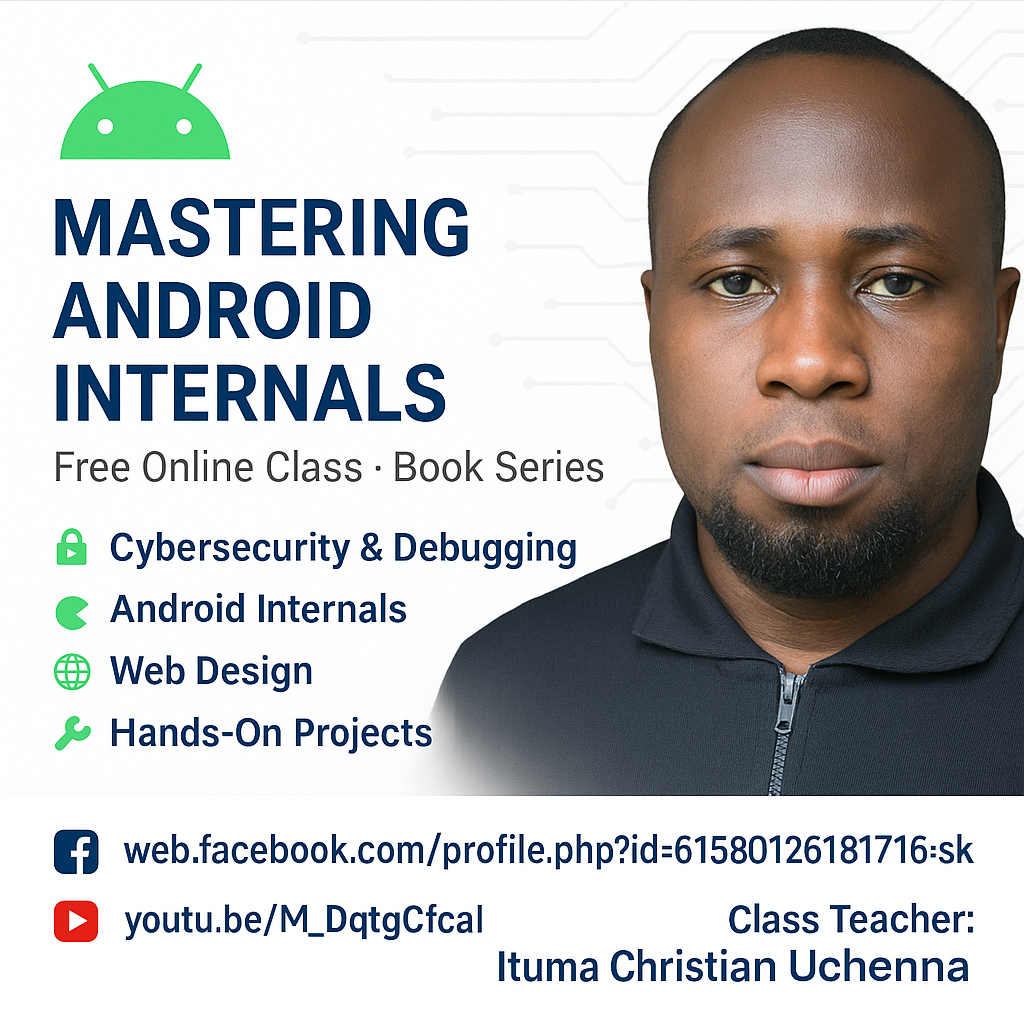 MASTERING
ANDROID
INTERNALS
Free Online Class · Book Series
Cybersecurity & Debugging
Android Internals
Web Design
Hands-On Projects
web.facebook.com/profile.php?id=61580126181716:sk
youtu.be/M_DqtgCfcaI
Class Teacher:
Ituma Christian Uchenna